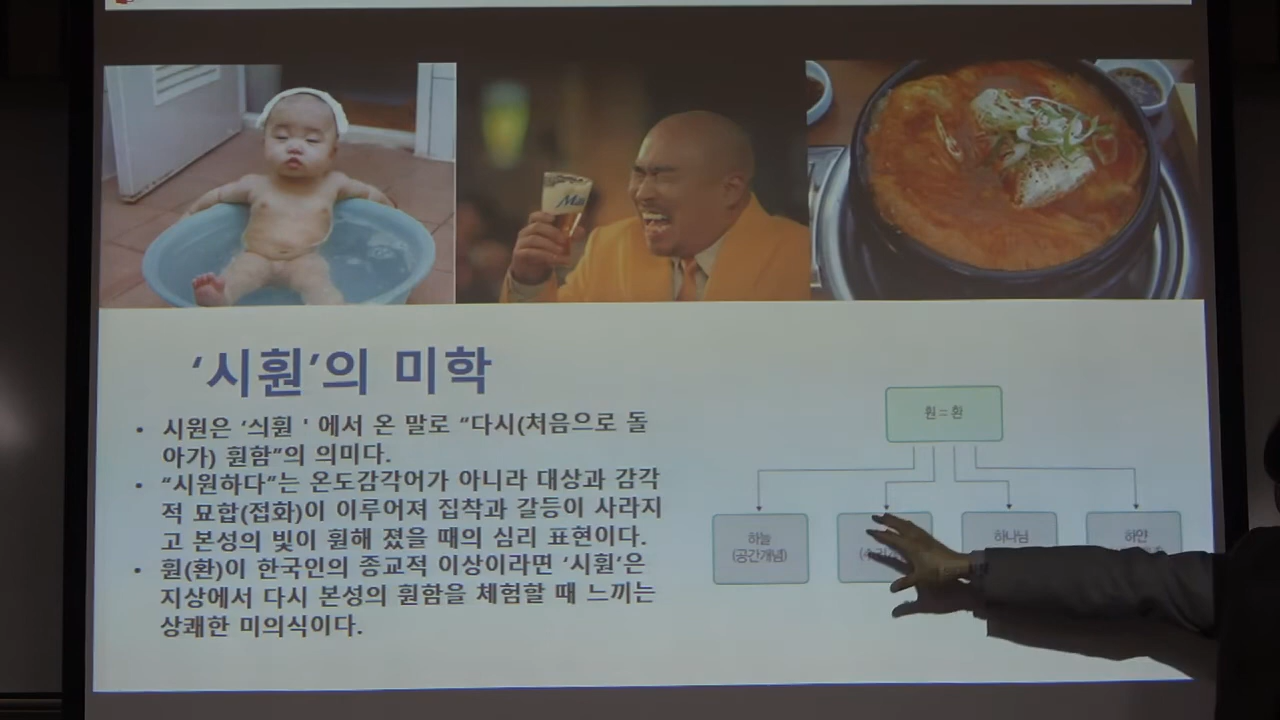 ‘시훤’의 미학
• 시원은 ‘싀훤 ' 에서 온 말로 “다시(처음으로 돌
아가) 훤함”의 의미다.
• “시원하다”는 온도감각어가 아니라 대상과 감각
적 묘합(접화)이 이루어져 집착과 갈등이 사라지
고 본성의 빛이 훤해 졌을 때의 심리 표현이다.
• 훤(환)이 한국인의 종교적 이상이라면 ‘시훤’은
지상에서 다시 본성의 훤함을 체험할 때 느끼는
상쾌한 미의식이다.
훤 = 환
하늘
(공간개념)
하나님
하얀